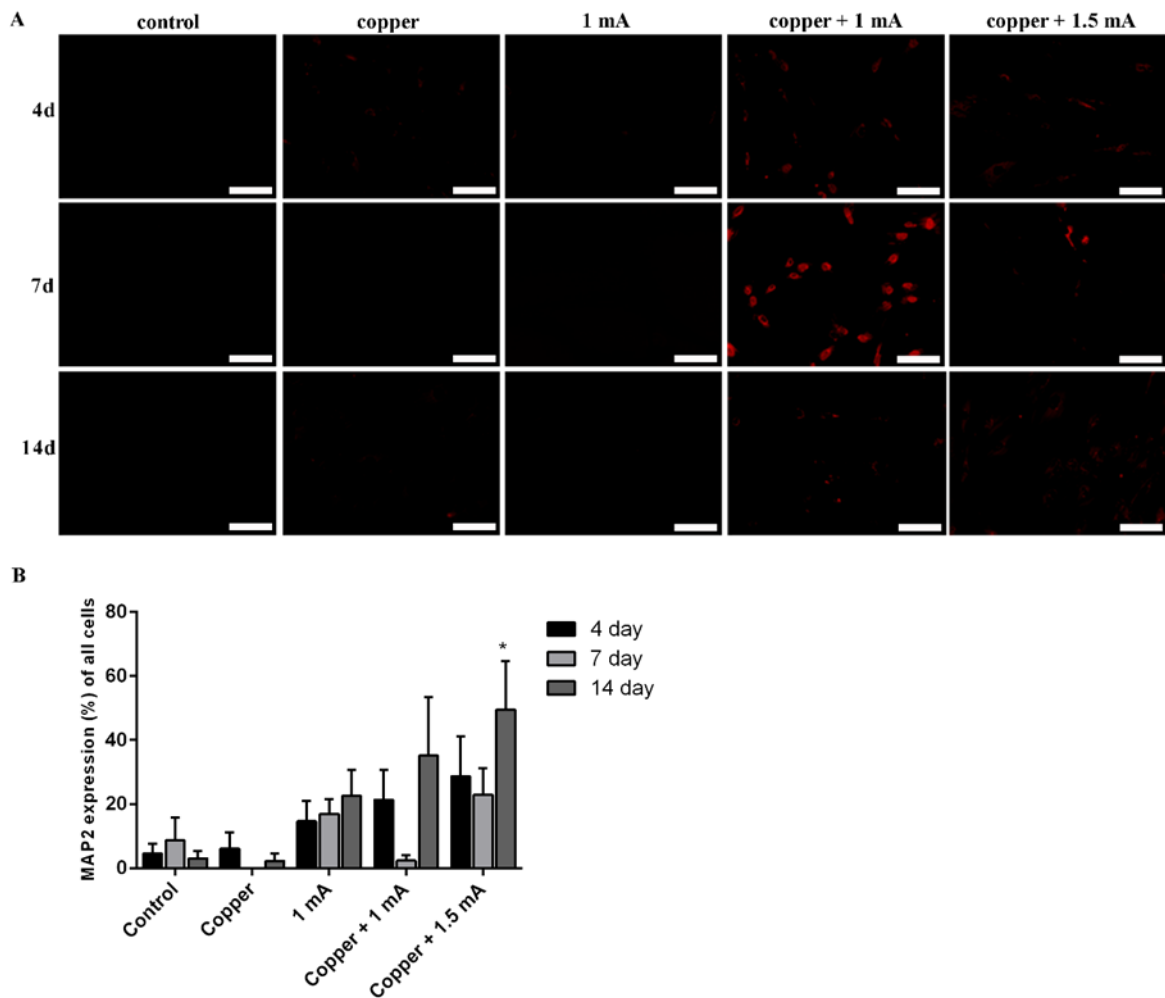 A
control copper 1 mA copper + 1 mA copper + 1.5 mA
4d
7d
14d
B
MAP2 expression (%) of all cells
80
60
40
20
0
*
4 day
7 day
14 day
Control
Copper
1 mA
Copper + 1 mA
Copper + 1.5 mA